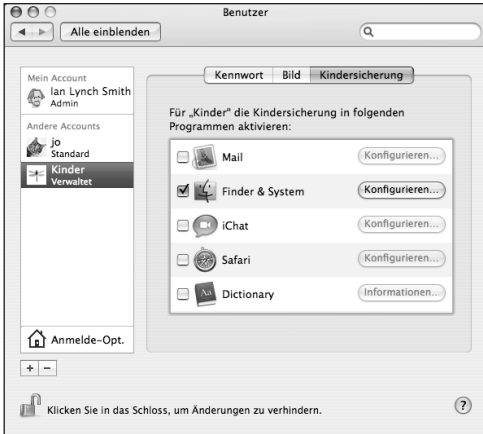 Benutzer
Alle einblenden
Mein Account
Ian Lynch Smith
Admin
Andere Accounts
jo
Standard
Kinder
Verwaltet
Anmelde-Opt.
+ −
Kennwort Bild Kindersicherung
Für „Kinder“ die Kindersicherung in folgenden
Programmen aktivieren:
Mail Konfigurieren...
Finder & System Konfigurieren...
iChat Konfigurieren...
Safari Konfigurieren...
Aa Dictionary Informationen...
Klicken Sie in das Schloss, um Änderungen zu verhindern.
?